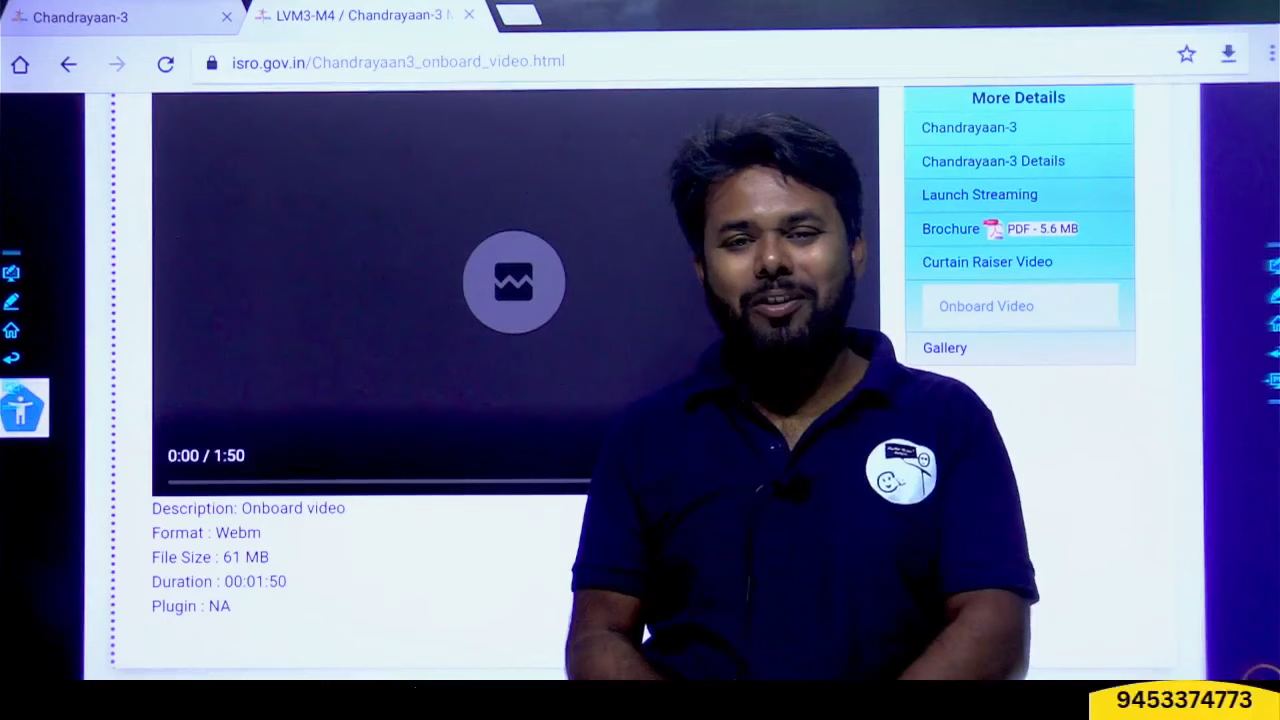 Chandrayaan-3
LVM3-M4 / Chandrayaan-3
isro.gov.in/Chandrayaan3_onboard_video.html
More Details
Chandrayaan-3
Chandrayaan-3 Details
Launch Streaming
Brochure PDF - 5.6 MB
Curtain Raiser Video
Onboard Video
Gallery
0:00 / 1:50
Description: Onboard video
Format : Webm
File Size : 61 MB
Duration : 00:01:50
Plugin : NA
9453374773